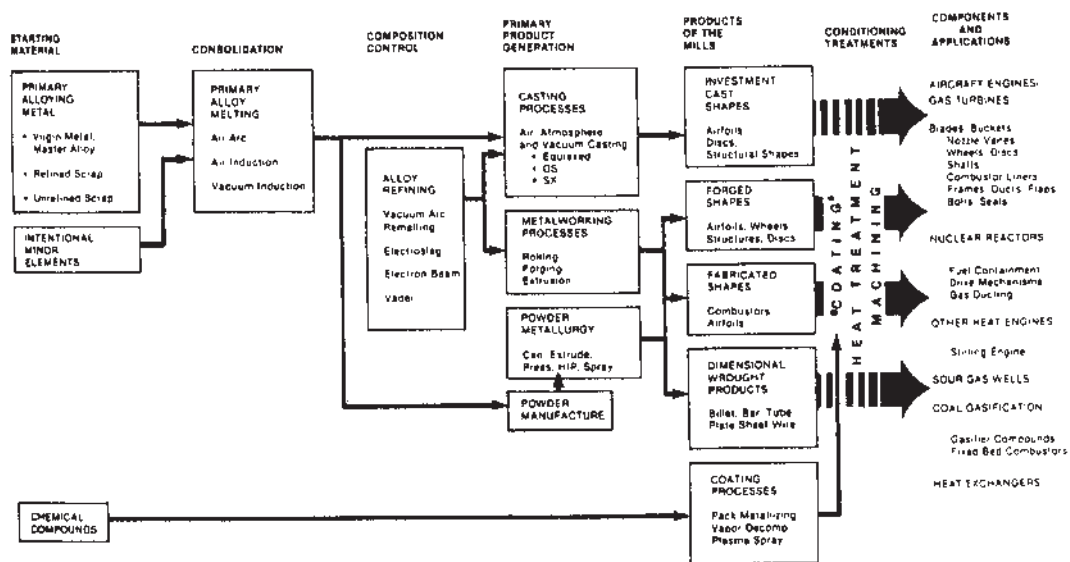 STARTING
MATERIAL
CONSOLIDATION
COMPOSITION
CONTROL
PRIMARY
PRODUCT
GENERATION
PRODUCTS
OF THE
MILLS
CONDITIONING
TREATMENTS
COMPONENTS
AND
APPLICATIONS
PRIMARY
ALLOYING
METAL
• Virgin Metal,
Master Alloy
• Refined Scrap
• Unrefined Scrap
INTENTIONAL
MINOR
ELEMENTS
PRIMARY
ALLOY
MELTING
Air Arc
Air Induction
Vacuum Induction
ALLOY
REFINING
Vacuum Arc
Remelting
Electroslag
Electron Beam
Vader
CASTING
PROCESSES
Air, Atmosphere
and Vacuum Casting
• Equiaxed
• DS
• SX
METALWORKING
PROCESSES
Rolling
Forging
Extrusion
POWDER
METALLURGY
Can, Extrude,
Press, HIP, Spray
POWDER
MANUFACTURE
INVESTMENT
CAST
SHAPES
Airfoils
Discs,
Structural Shapes
FORGED
SHAPES
Airfoils, Wheels
Structures, Discs
FABRICATED
SHAPES
Combustors
Airfoils
DIMENSIONAL
WROUGHT
PRODUCTS
Billet, Bar, Tube
Plate Sheet Wire
COATING
PROCESSES
Pack Metallizing
Vapor Decomp
Plasma Spray
CHEMICAL
COMPOUNDS
"COATING"
HEAT TREATMENT
MACHINING
AIRCRAFT ENGINES,
GAS TURBINES
Blades, Buckets
Nozzle Vanes
Wheels, Discs
Shafts
Combustor Liners
Frames, Ducts, Flaps
Bolts, Seals
NUCLEAR REACTORS
Fuel Containment
Drive Mechanisms
Gas Ducting
OTHER HEAT ENGINES
Stirling Engine
SOUR GAS WELLS
COAL GASIFICATION
Gasifier Compounds
Fixed Bed Combustors
HEAT EXCHANGERS